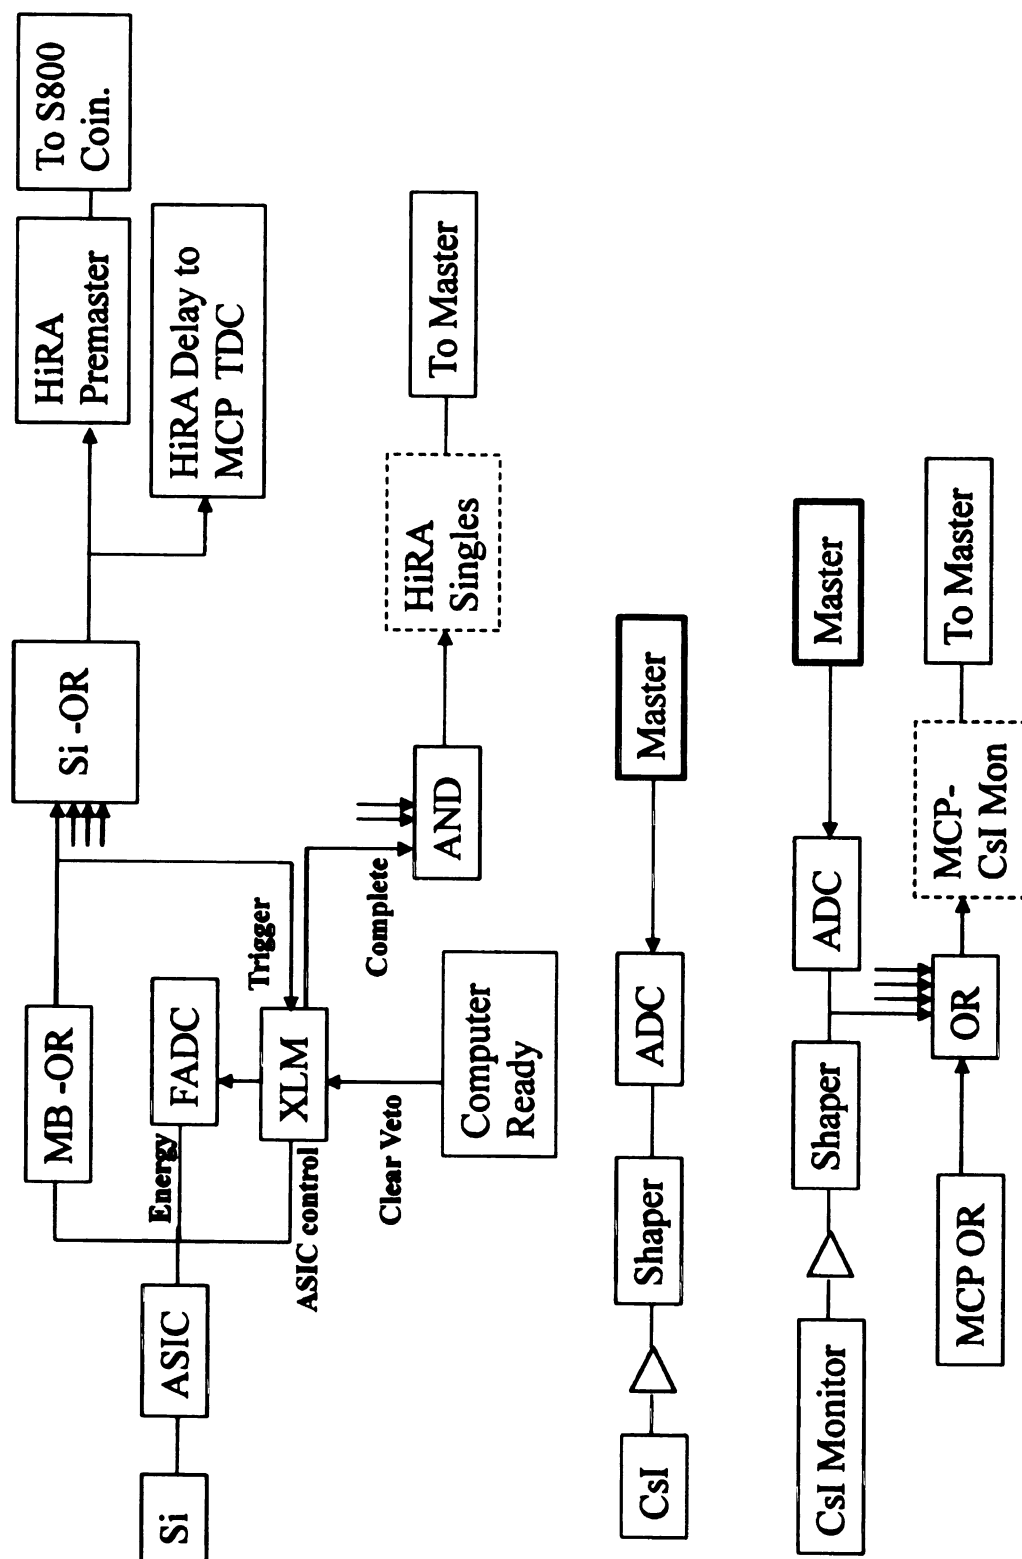 Si
ASIC
MB -OR
Energy
FADC
ASIC control
XLM
Trigger
Clear Veto
Computer
Ready
Complete
Si -OR
HiRA
Premaster
To S800
Coin.
HiRA Delay to
MCP TDC
AND
HiRA
Singles
To Master
CsI
Shaper
ADC
Master
CsI Monitor
Shaper
ADC
Master
MCP OR
OR
MCP-
CsI Mon
To Master